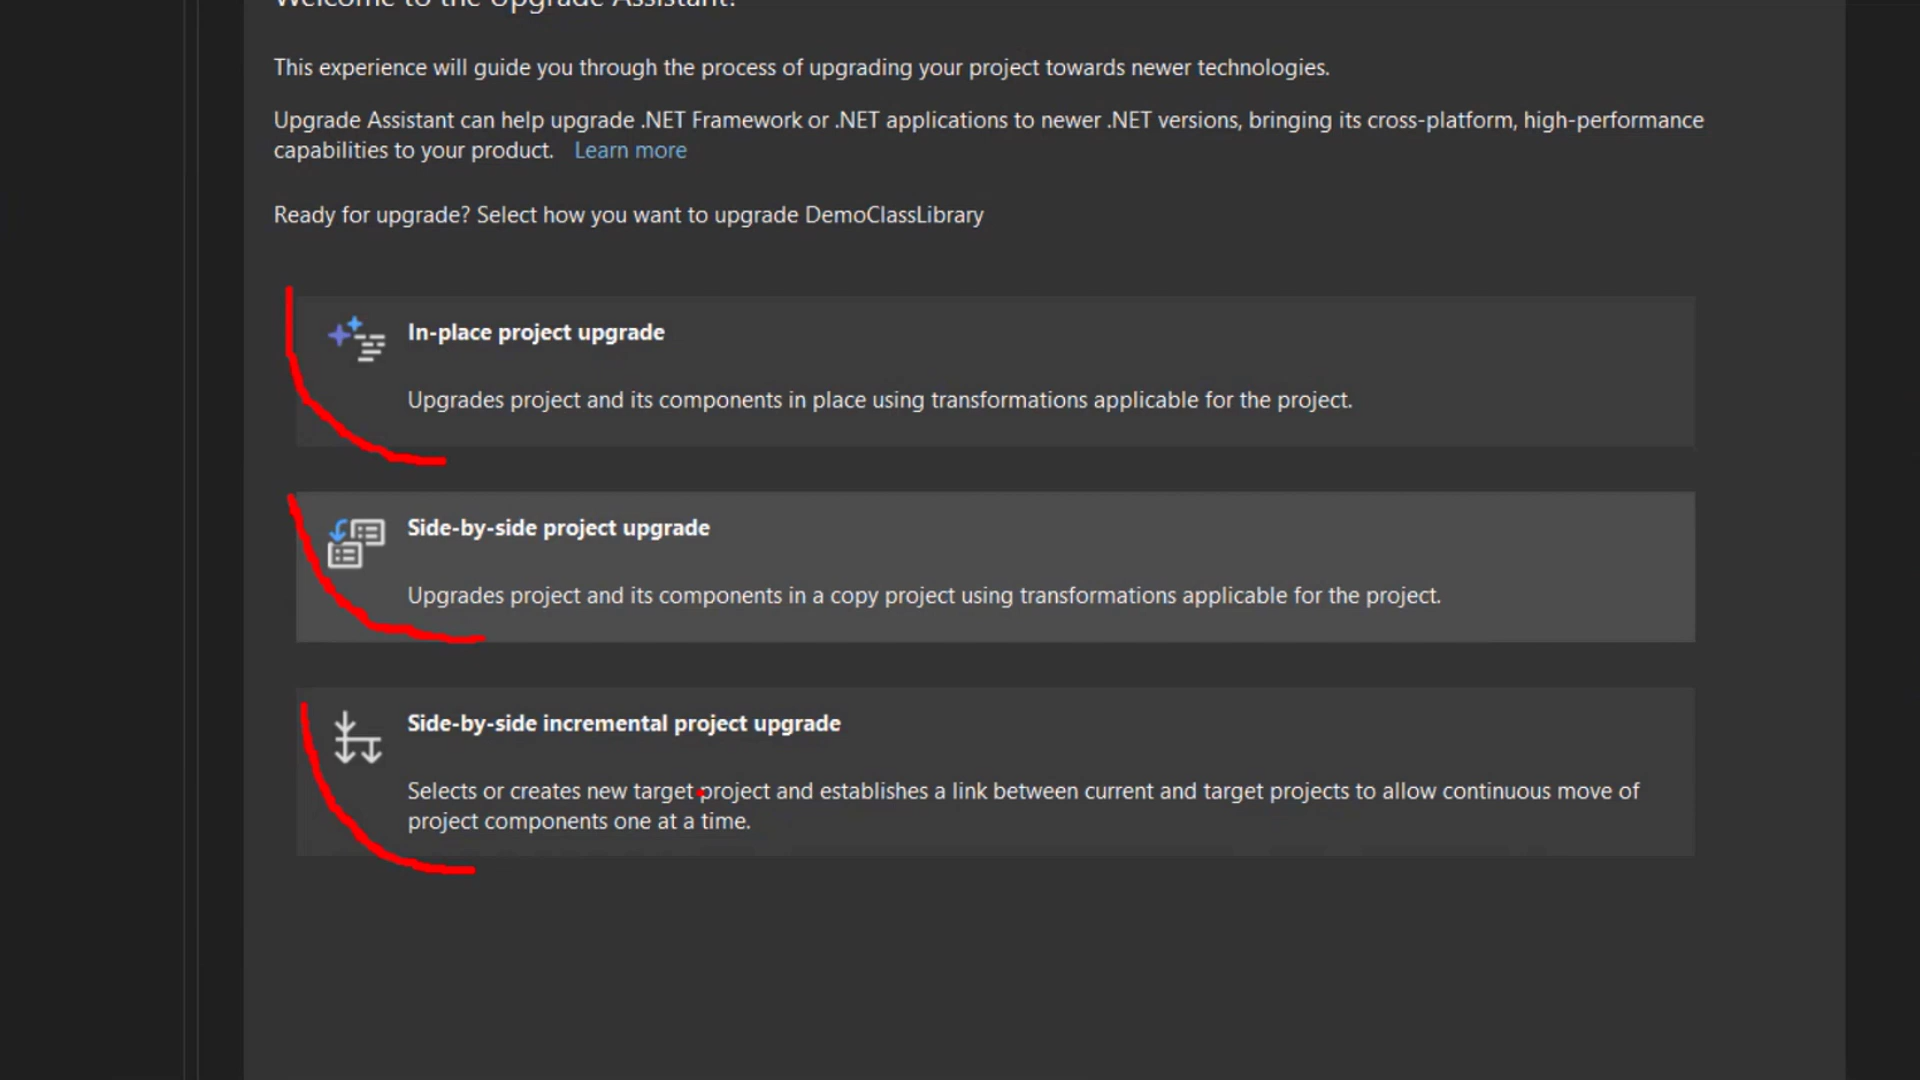 Welcome to the Upgrade Assistant!
This experience will guide you through the process of upgrading your project towards newer technologies.
Upgrade Assistant can help upgrade .NET Framework or .NET applications to newer .NET versions, bringing its cross-platform, high-performance
capabilities to your product. Learn more
Ready for upgrade? Select how you want to upgrade DemoClassLibrary
In-place project upgrade
Upgrades project and its components in place using transformations applicable for the project.
Side-by-side project upgrade
Upgrades project and its components in a copy project using transformations applicable for the project.
Side-by-side incremental project upgrade
Selects or creates new target project and establishes a link between current and target projects to allow continuous move of
project components one at a time.